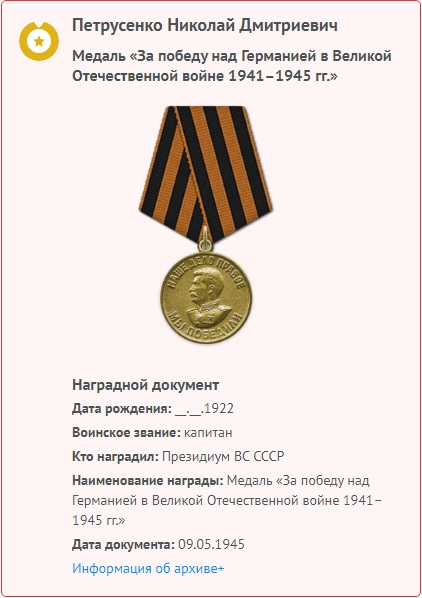 Петрусенко Николай Дмитриевич
Медаль «За победу над Германией в Великой
Отечественной войне 1941–1945 гг.»
НАШЕ ДЕЛО ПРАВОЕ
МЫ ПОБЕДИЛИ
Наградной документ
Дата рождения: __.__.1922
Воинское звание: капитан
Кто наградил: Президиум ВС СССР
Наименование награды: Медаль «За победу над
Германией в Великой Отечественной войне 1941–
1945 гг.»
Дата документа: 09.05.1945
Информация об архиве+